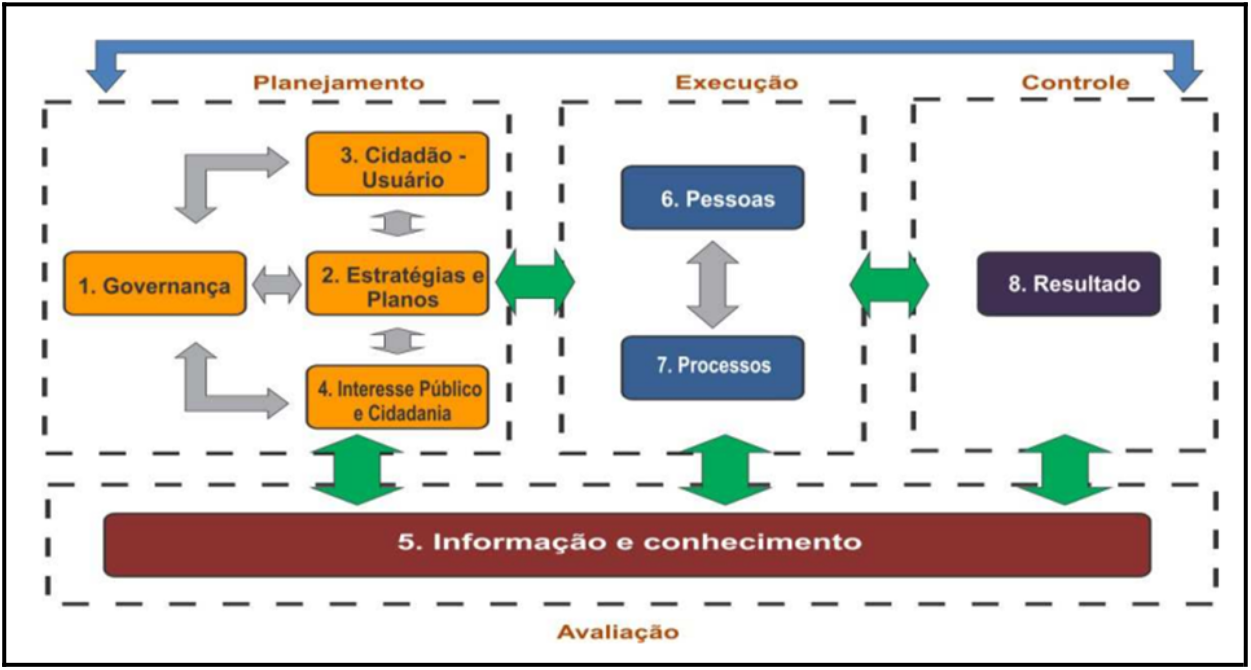 Planejamento
Execução
Controle
3. Cidadão -
Usuário
1. Governança
2. Estratégias e
Planos
4. Interesse Público
e Cidadania
6. Pessoas
7. Processos
8. Resultado
5. Informação e conhecimento
Avaliação